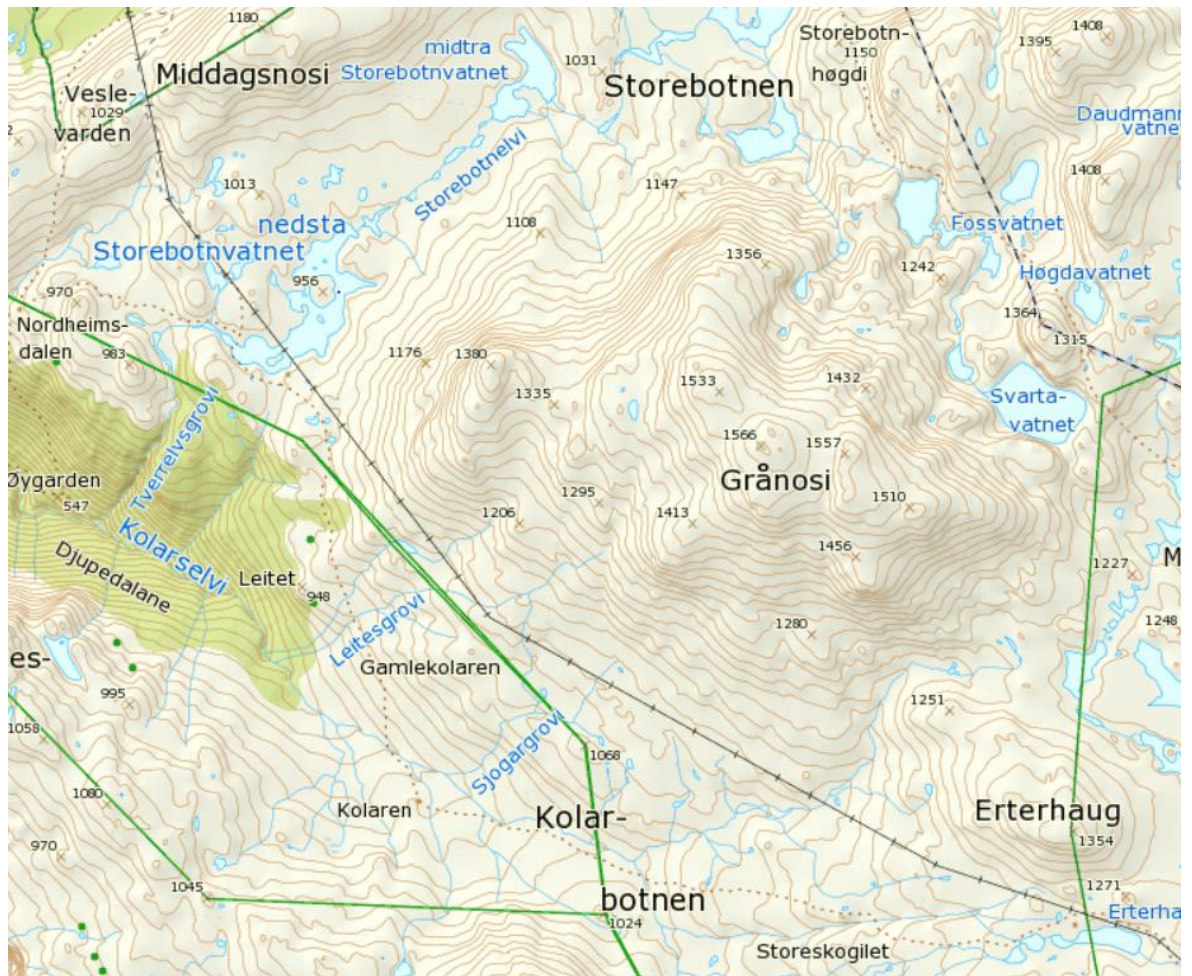 1180
midtra
Storebotnvatnet
1031
Storebotn-
1150
høgdi
1395
1408
Middagsnosi
Storebotnen
Vesle-
1029
varden
Daudmann
vatne
1013
Storebotnelvi
1147
1408
nedsta
Storebotnvatnet
1108
Fossvatnet
956
1356
1242
Høgdavatnet
970
Nordheims-
dalen
983
1364
1315
1176
1380
1335
1533
1432
Svarta-
vatnet
Tverrelvsgrovi
1566
1557
Øygarden
547
Grånosi
1295
1206
1413
1510
Kolarselvi
Djupedalane
Leitet
948
1456
1227
M
Leitesgrovi
1280
1248
es-
Gamlekolaren
995
1251
1058
Sjogargrovi
1068
1080
Kolaren
Kolar-
Erterhaug
970
1354
1045
botnen
1024
1271
Erterha
Storeskogilet